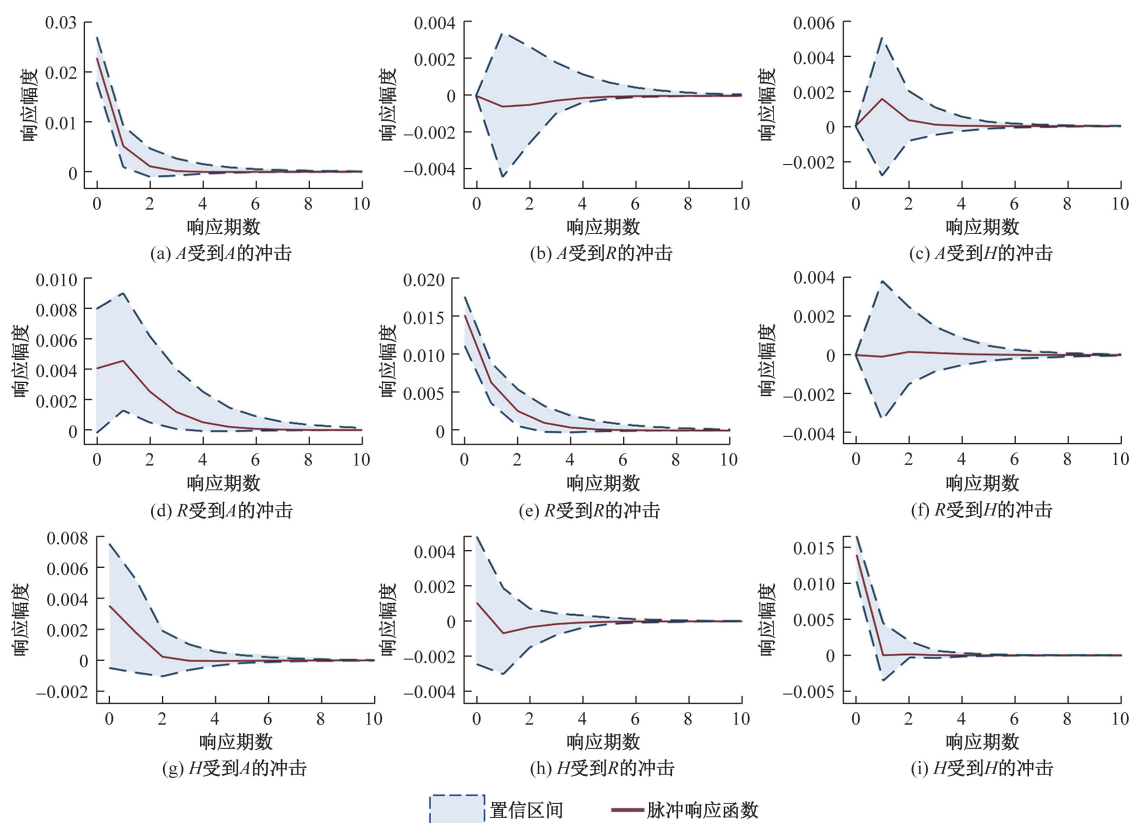 响应幅度
0.03
0.02
0.01
0
0 2 4 6 8 10
响应期数
(a) A受到A的冲击
响应幅度
0.004
0.002
0
−0.002
−0.004
0 2 4 6 8 10
响应期数
(b) A受到R的冲击
响应幅度
0.006
0.004
0.002
0
−0.002
0 2 4 6 8 10
响应期数
(c) A受到H的冲击
响应幅度
0.010
0.008
0.006
0.004
0.002
0
0 2 4 6 8 10
响应期数
(d) R受到A的冲击
响应幅度
0.020
0.015
0.010
0.005
0
0 2 4 6 8 10
响应期数
(e) R受到R的冲击
响应幅度
0.004
0.002
0
−0.002
−0.004
0 2 4 6 8 10
响应期数
(f) R受到H的冲击
响应幅度
0.008
0.006
0.004
0.002
0
−0.002
0 2 4 6 8 10
响应期数
(g) H受到A的冲击
响应幅度
0.004
0.002
0
−0.002
−0.004
0 2 4 6 8 10
响应期数
(h) H受到R的冲击
响应幅度
0.015
0.010
0.005
0
−0.005
0 2 4 6 8 10
响应期数
(i) H受到H的冲击
置信区间 脉冲响应函数